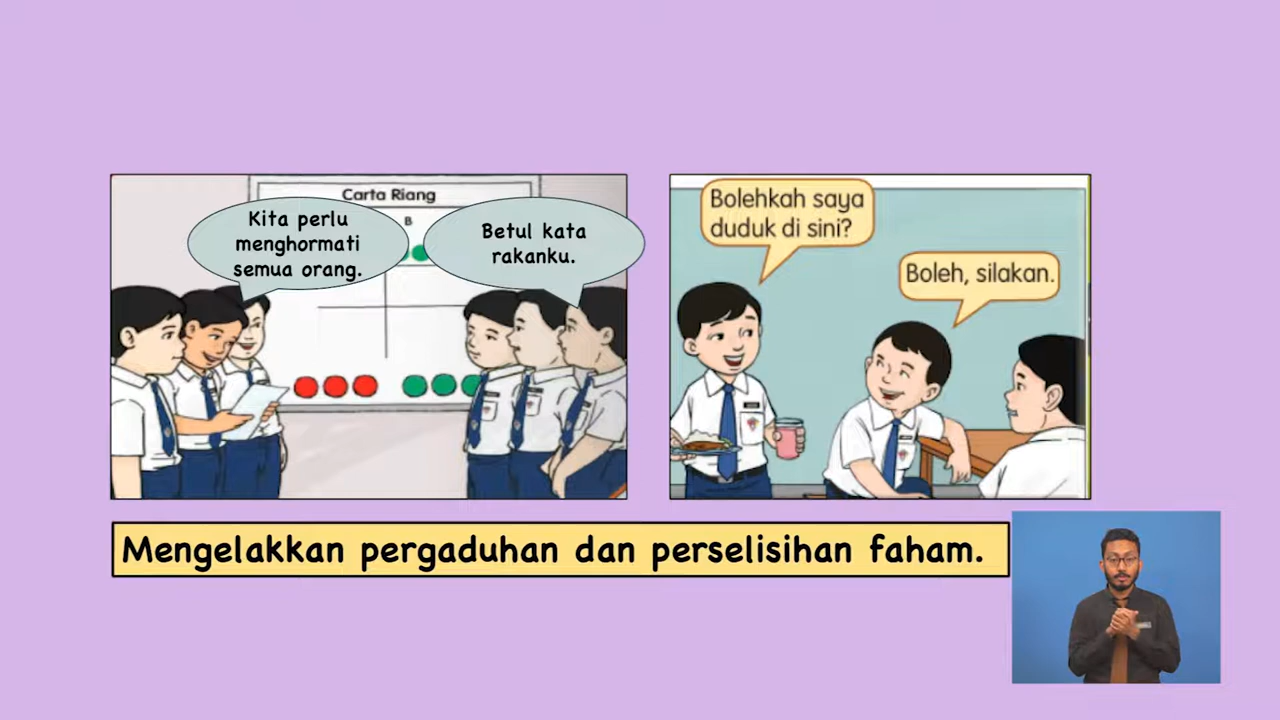 Carta Riang
B
Kita perlu
menghormati
semua orang.
Betul kata
rakanku.
Bolehkah saya
duduk di sini?
Boleh, silakan.
Mengelakkan pergaduhan dan perselisihan faham.